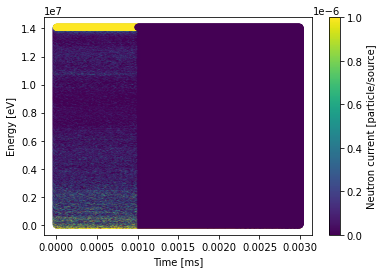 1e7
1e−6
1.4
1.2
1.0
0.8
0.6
0.4
0.2
0.0
Energy [eV]
0.0000 0.0005 0.0010 0.0015 0.0020 0.0025 0.0030
Time [ms]
1.0
0.8
0.6
0.4
0.2
0.0
Neutron current [particle/source]